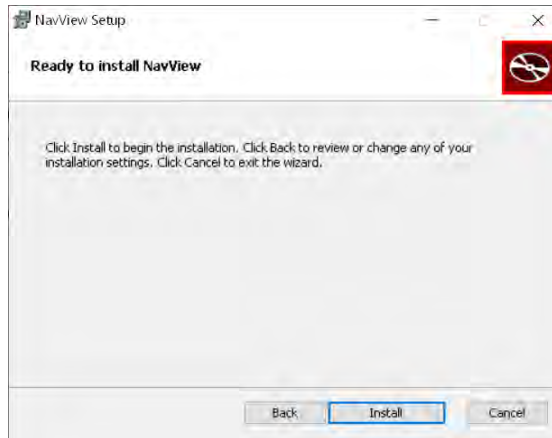 NavView Setup
Ready to install NavView
Click Install to begin the installation. Click Back to review or change any of your
installation settings. Click Cancel to exit the wizard.
Back Install Cancel